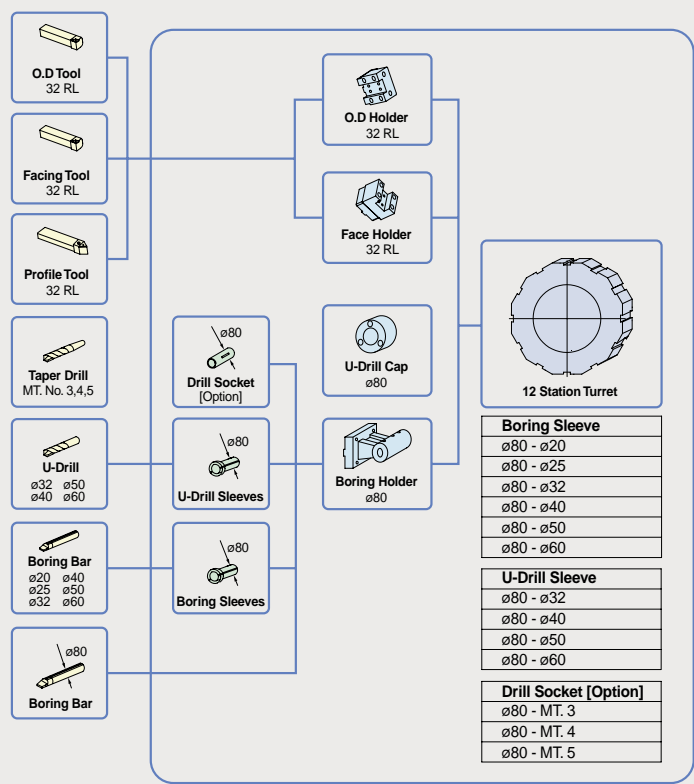 O.D Tool
32 RL
Facing Tool
32 RL
Profile Tool
32 RL
Taper Drill
MT. No. 3,4,5
U-Drill
ø32 ø50
ø40 ø60
Boring Bar
ø20 ø40
ø25 ø50
ø32 ø60
ø80
Boring Bar
ø80
Drill Socket
[Option]
ø80
U-Drill Sleeves
ø80
Boring Sleeves
O.D Holder
32 RL
Face Holder
32 RL
U-Drill Cap
ø80
Boring Holder
ø80
12 Station Turret
Boring Sleeve
ø80 - ø20
ø80 - ø25
ø80 - ø32
ø80 - ø40
ø80 - ø50
ø80 - ø60
U-Drill Sleeve
ø80 - ø32
ø80 - ø40
ø80 - ø50
ø80 - ø60
Drill Socket [Option]
ø80 - MT. 3
ø80 - MT. 4
ø80 - MT. 5